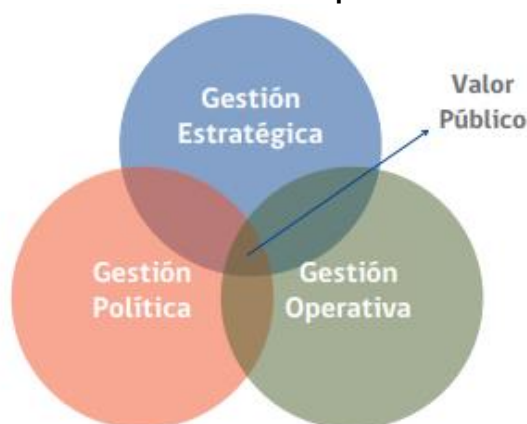 Gestión
Estratégica
Valor
Público
Gestión
Política
Gestión
Operativa